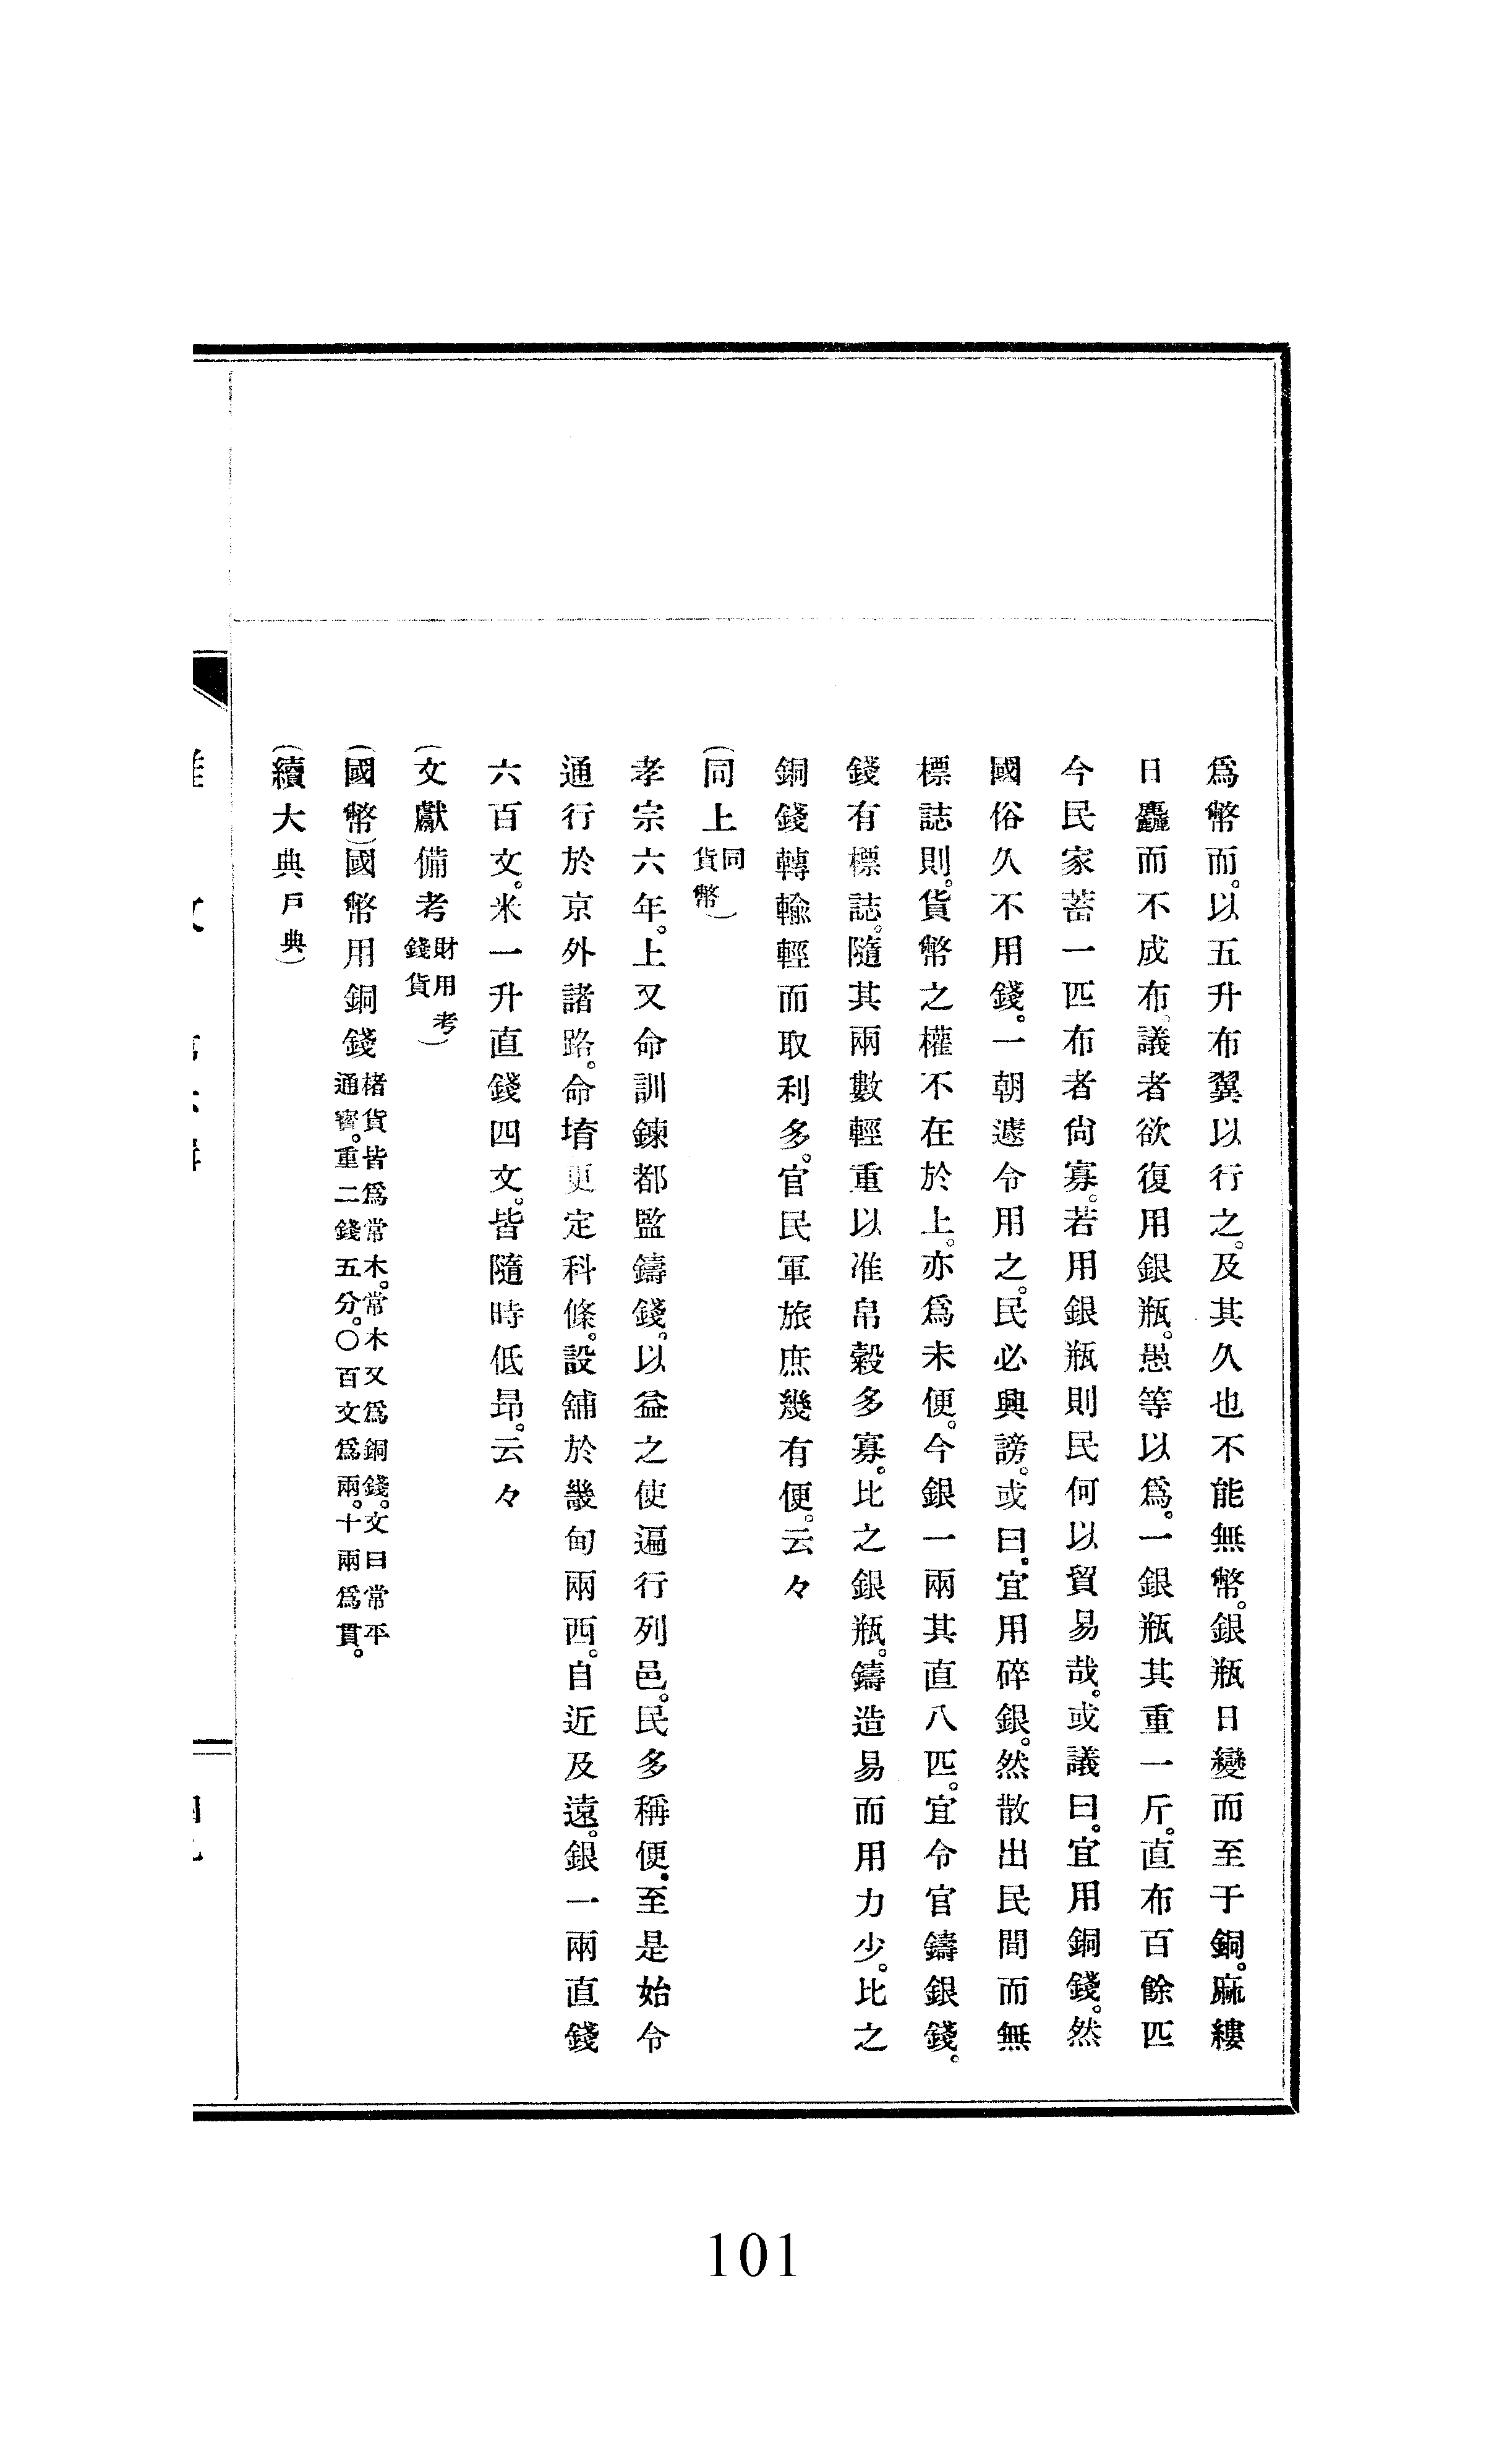 爲幣而。以五升布翼以行之。及其久也不能無幣。銀瓶日變而至于銅。麻縷
日麤而不成布。議者欲復用銀瓶。愚等以爲。一銀瓶其重一斤。直布百餘匹
今民家蓄一匹布者尙寡。若用銀瓶則民何以貿易哉。或議曰。宜用銅錢。然
國俗久不用錢。一朝遽令用之。民必興謗。或曰。宜用碎銀。然散出民間而無
標誌則。貨幣之權不在於上。亦爲未便。今銀一兩其直八匹。宜令官鑄銀錢。
錢有標誌。隨其兩數輕重以准帛穀多寡。比之銀瓶。鑄造易而用力少。比之
銅錢轉輸輕而取利多。官民軍旅庶幾有便。云々
(同上同貨幣)
孝宗六年。上又命訓鍊都監鑄錢。以益之使遍行列邑。民多稱便。至是始令
通行於京外諸路。命堉更定科條。設舖於畿甸兩西。自近及遠。銀一兩直錢
六百文。米一升直錢四文。皆隨時低昂。云々
(文獻備考財用考錢貨)
(國幣)國幣用銅錢楮貨皆爲常木。常木又爲銅錢。文曰常平通寶。重二錢五分。〇百文爲兩。十兩爲貫。
(續大典戶典)
101